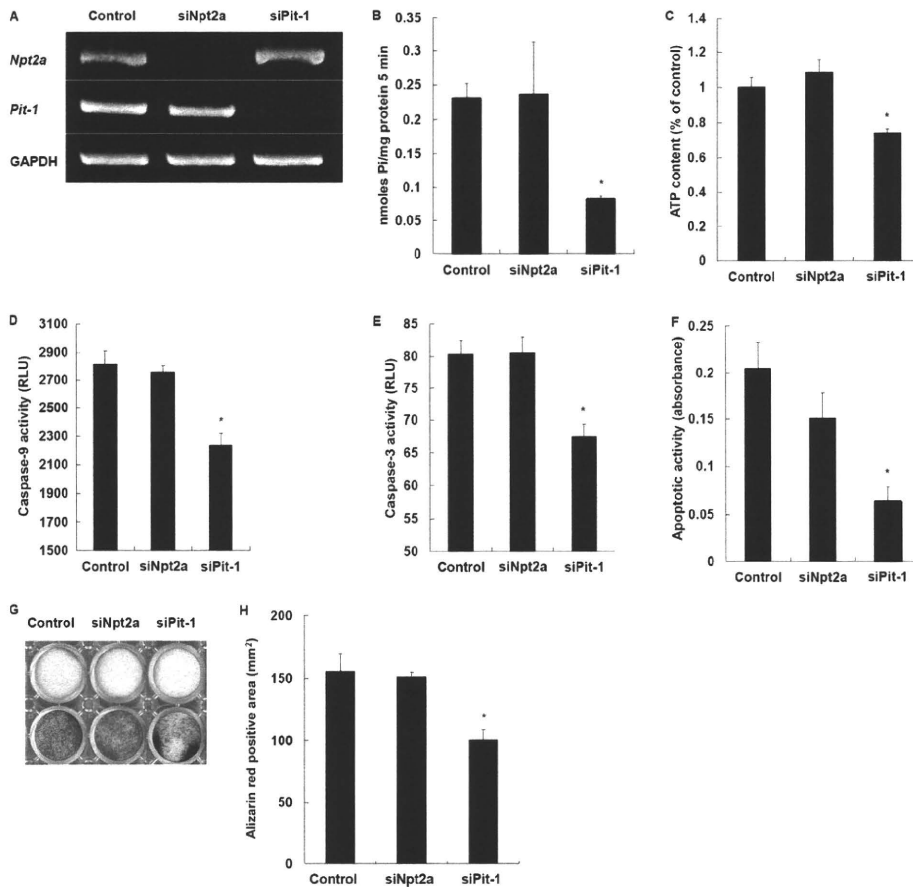 A
Control siNpt2a siPit-1
Npt2a
Pit-1
GAPDH
B
nmoles Pi/mg protein 5 min
0.35
0.3
0.25
0.2
0.15
0.1
0.05
0
*
Control siNpt2a siPit-1
C
ATP content (% of control)
1.4
1.2
1
0.8
0.6
0.4
0.2
0
*
Control siNpt2a siPit-1
D
Caspase-9 activity (RLU)
3100
2900
2700
2500
2300
2100
1900
1700
1500
*
Control siNpt2a siPit-1
E
Caspase-3 activity (RLU)
85
80
75
70
65
60
55
50
*
Control siNpt2a siPit-1
F
Apoptotic activity (absorbance)
0.25
0.2
0.15
0.1
0.05
0
*
Control siNpt2a siPit-1
G
Control siNpt2a siPit-1
H
Alizarin red positive area (mm²)
200
150
100
50
0
*
Control siNpt2a siPit-1